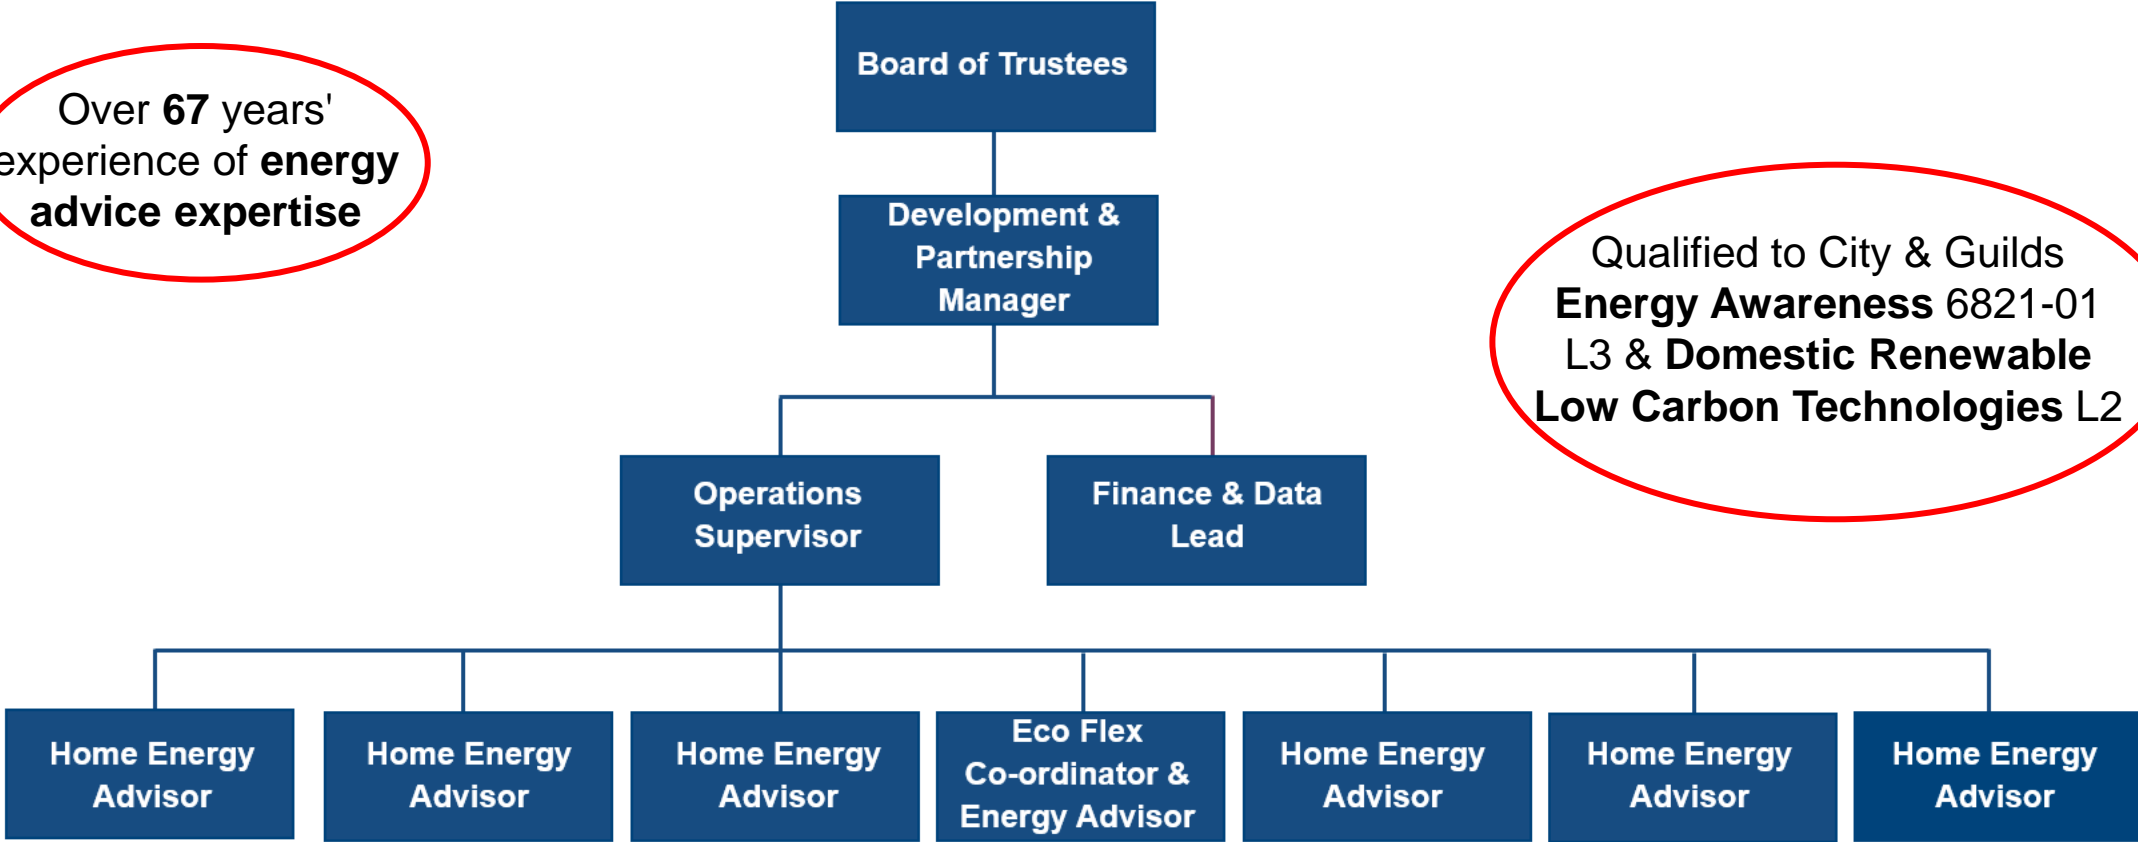 Board of Trustees
Over 67 years'
experience of energy
advice expertise
Development &
Partnership
Manager
Qualified to City & Guilds
Energy Awareness 6821-01
L3 & Domestic Renewable
Low Carbon Technologies L2
Operations
Supervisor
Finance & Data
Lead
Home Energy
Advisor
Home Energy
Advisor
Home Energy
Advisor
Eco Flex
Co-ordinator &
Energy Advisor
Home Energy
Advisor
Home Energy
Advisor
Home Energy
Advisor